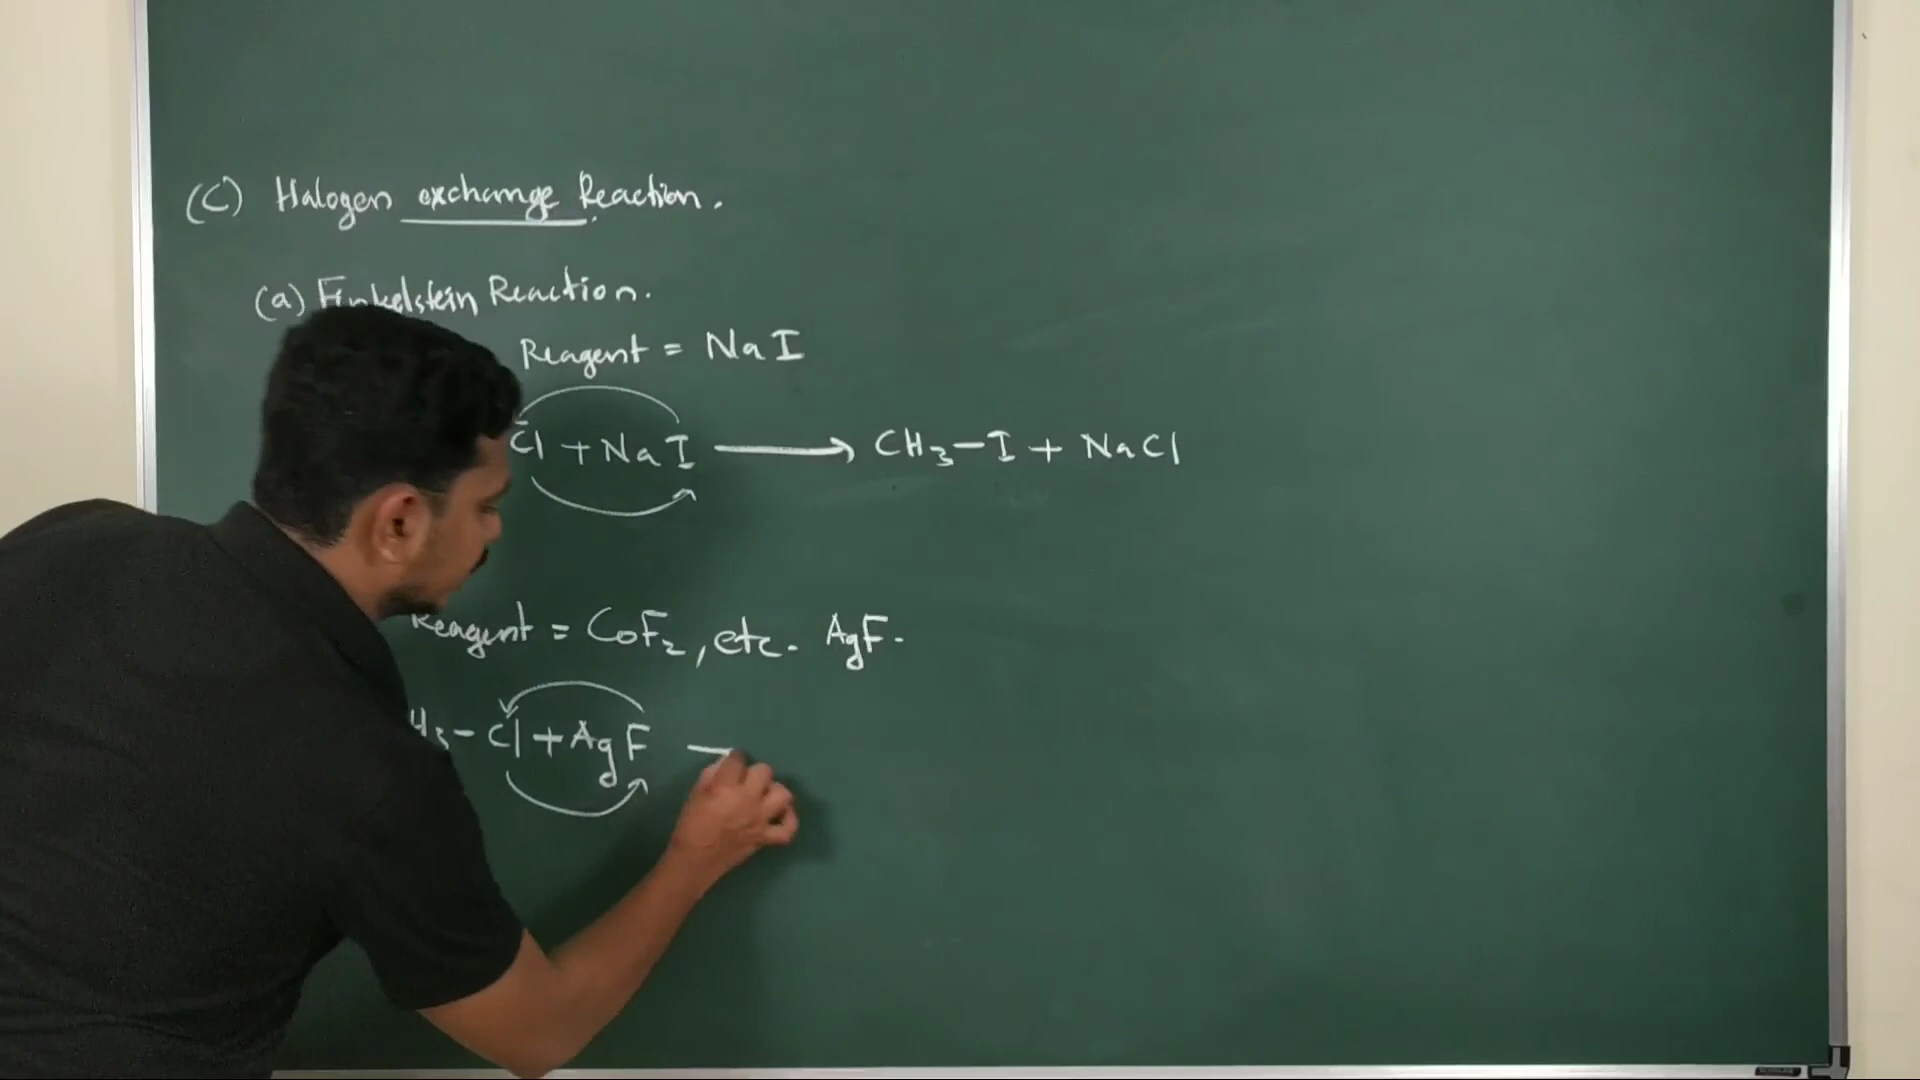 (C) Halogen exchange Reaction.
(a) Finkelstein Reaction.
Reagent = NaI
Cl + NaI ⟶ CH₃-I + NaCl
Reagent = CoF₂, etc. AgF.
H₃-Cl + AgF